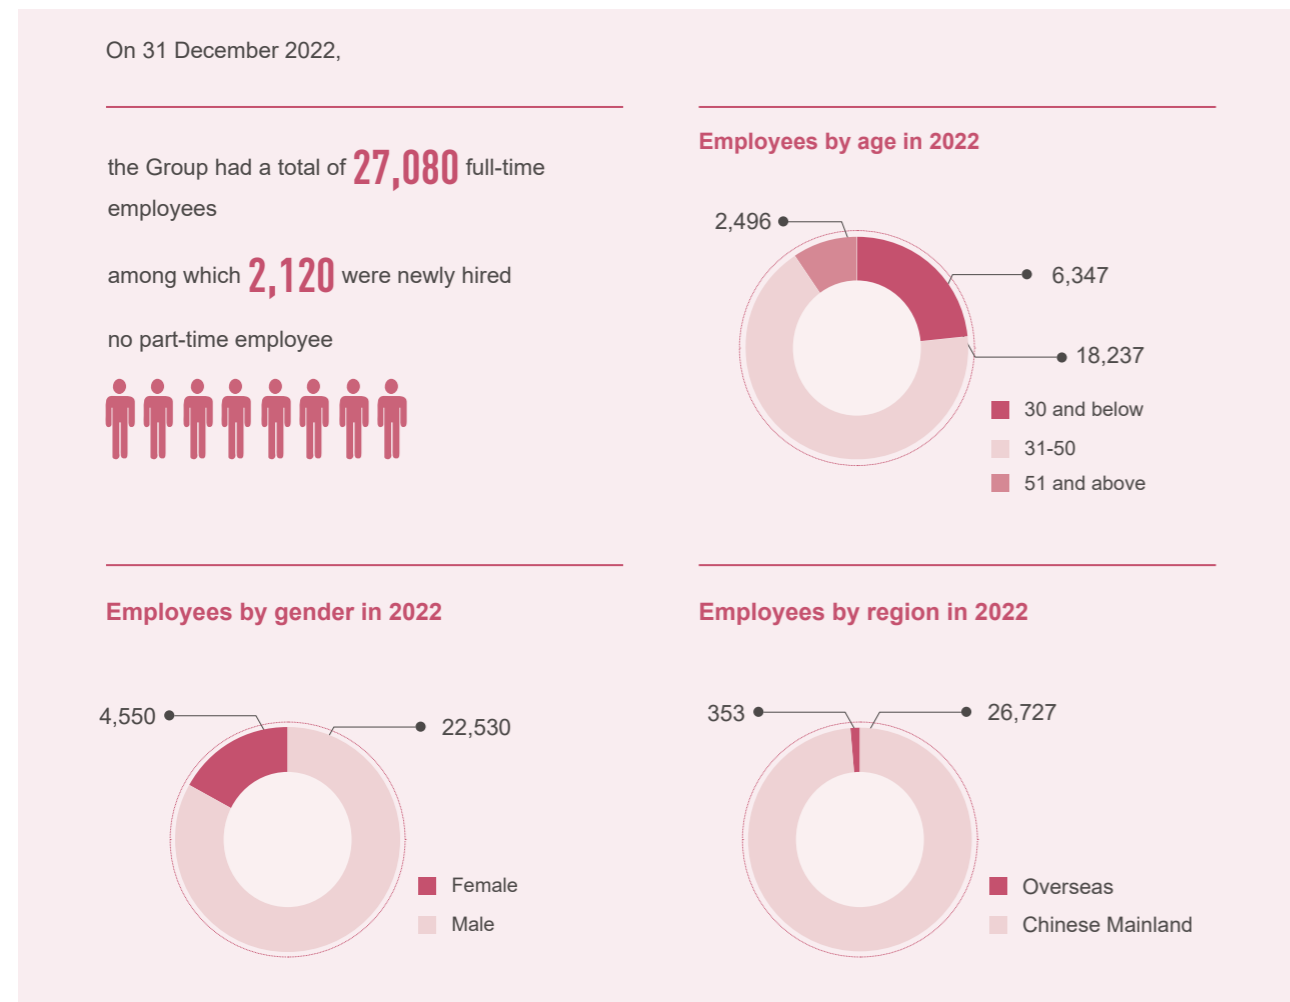 On 31 December 2022,
the Group had a total of 27,080 full-time
employees
among which 2,120 were newly hired
no part-time employee
Employees by age in 2022
2,496
6,347
18,237
30 and below
31-50
51 and above
Employees by gender in 2022
4,550
22,530
Female
Male
Employees by region in 2022
353
26,727
Overseas
Chinese Mainland